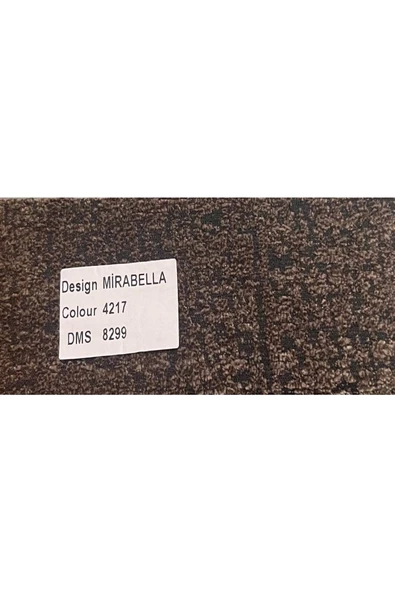 Design MİRABELLA
Colour 4217
DMS 8299